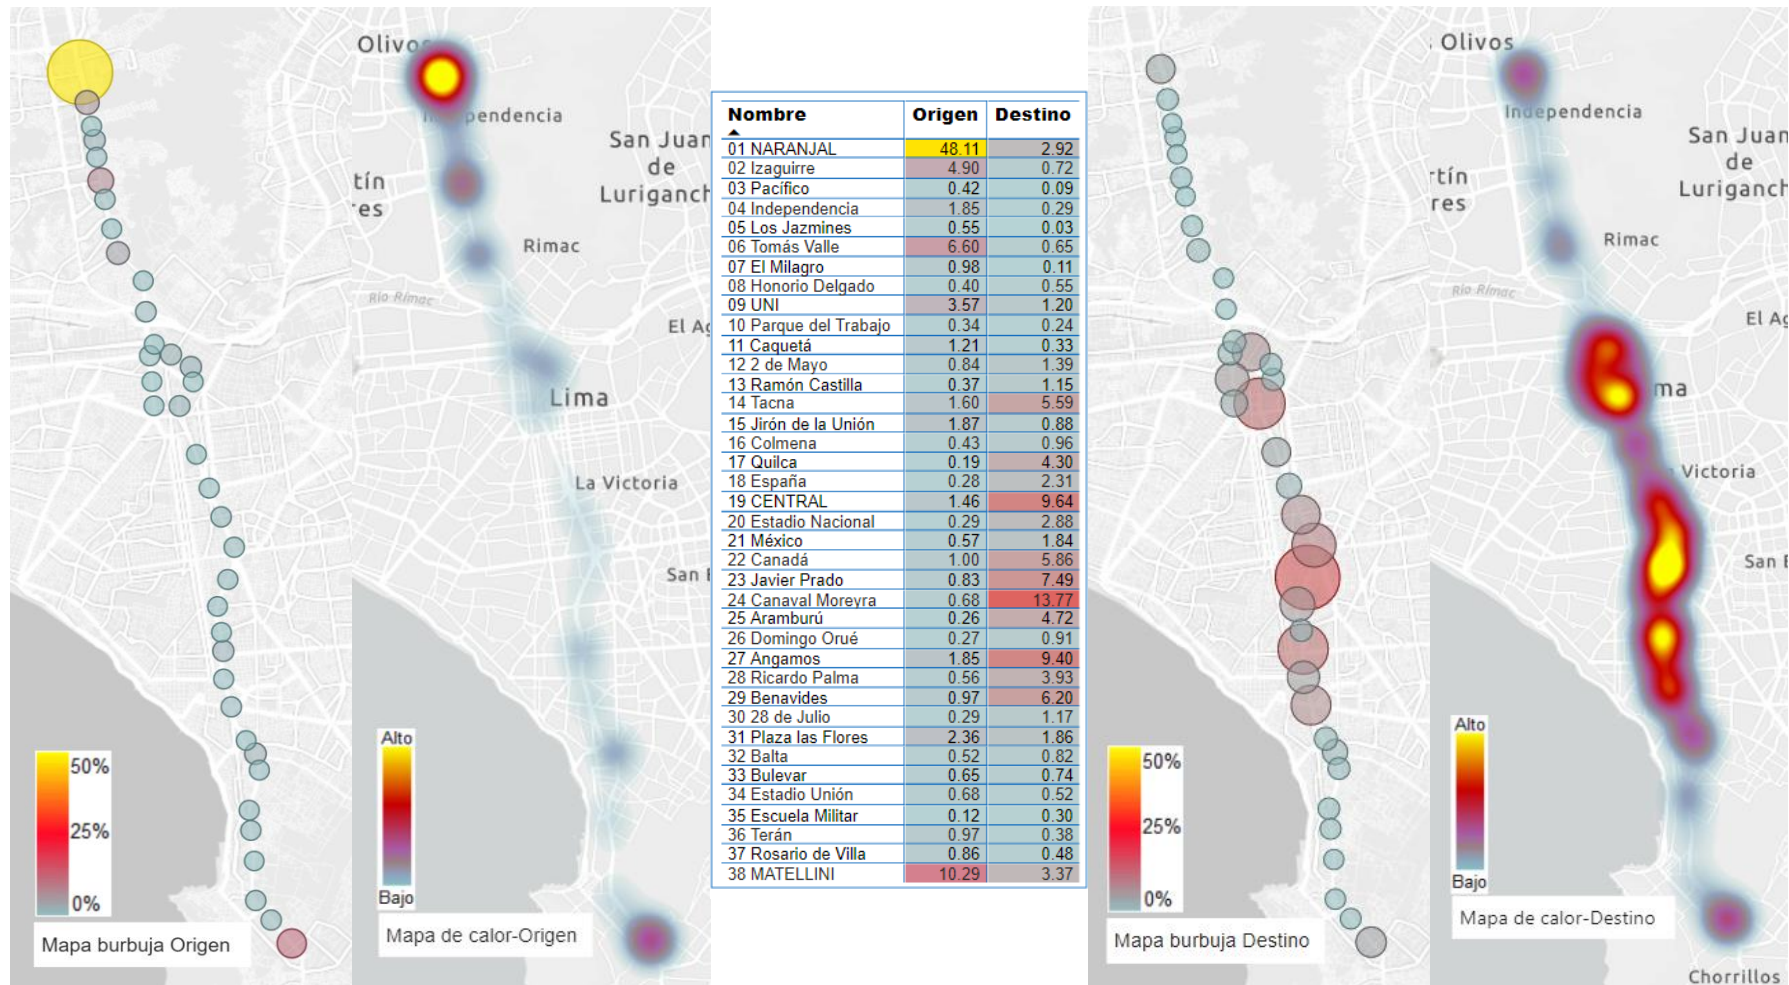 50%
25%
0%
Mapa burbuja Origen
Olivos
Independencia
San Juan
de
Luriganch
tín
res
Rimac
Río Rímac
El Ag
Lima
La Victoria
San
Alto
Bajo
Mapa de calor-Origen
Nombre Origen Destino
01 NARANJAL 48.11 2.92
02 Izaguirre 4.90 0.72
03 Pacífico 0.42 0.09
04 Independencia 1.85 0.29
05 Los Jazmines 0.55 0.03
06 Tomás Valle 6.60 0.65
07 El Milagro 0.98 0.11
08 Honorio Delgado 0.40 0.55
09 UNI 3.57 1.20
10 Parque del Trabajo 0.34 0.24
11 Caquetá 1.21 0.33
12 2 de Mayo 0.84 1.39
13 Ramón Castilla 0.37 1.15
14 Tacna 1.60 5.59
15 Jirón de la Unión 1.87 0.88
16 Colmena 0.43 0.96
17 Quilca 0.19 4.30
18 España 0.28 2.31
19 CENTRAL 1.46 9.64
20 Estadio Nacional 0.29 2.88
21 México 0.57 1.84
22 Canadá 1.00 5.86
23 Javier Prado 0.83 7.49
24 Canaval Moreyra 0.68 13.77
25 Aramburú 0.26 4.72
26 Domingo Orué 0.27 0.91
27 Angamos 1.85 9.40
28 Ricardo Palma 0.56 3.93
29 Benavides 0.97 6.20
30 28 de Julio 0.29 1.17
31 Plaza las Flores 2.36 1.86
32 Balta 0.52 0.82
33 Bulevar 0.65 0.74
34 Estadio Unión 0.68 0.52
35 Escuela Militar 0.12 0.30
36 Terán 0.97 0.38
37 Rosario de Villa 0.86 0.48
38 MATELLINI 10.29 3.37
50%
25%
0%
Mapa burbuja Destino
s Olivos
Independencia
San Juan
de
Luriganch
rtín
res
Rimac
Río Rímac
El Ag
ma
Victoria
San
Alto
Bajo
Mapa de calor-Destino
Chorrillos